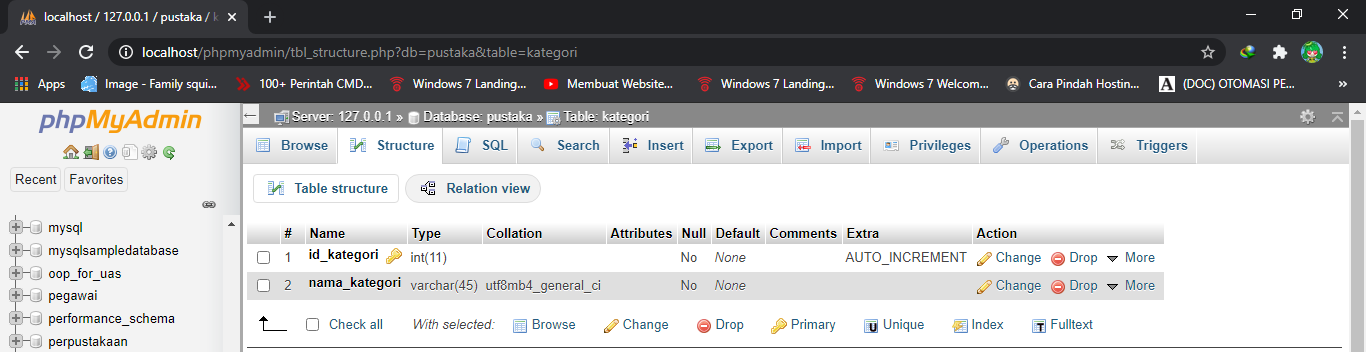 localhost / 127.0.0.1 / pustaka /
localhost/phpmyadmin/tbl_structure.php?db=pustaka&table=kategori
Apps Image - Family squi... 100+ Perintah CMD... Windows 7 Landing... Membuat Website... Windows 7 Landing... Windows 7 Welcom... Cara Pindah Hosting... A (DOC) OTOMASI PE... »
phpMyAdmin
Recent Favorites
mysql
mysqlsampledatabase
oop_for_uas
pegawai
performance_schema
perpustakaan
Server: 127.0.0.1 » Database: pustaka » Table: kategori
Browse Structure SQL Search Insert Export Import Privileges Operations Triggers
Table structure Relation view
# Name Type Collation Attributes Null Default Comments Extra Action
1 id_kategori int(11) No None AUTO_INCREMENT Change Drop More
2 nama_kategori varchar(45) utf8mb4_general_ci No None Change Drop More
Check all With selected: Browse Change Drop Primary U Unique Index T Fulltext